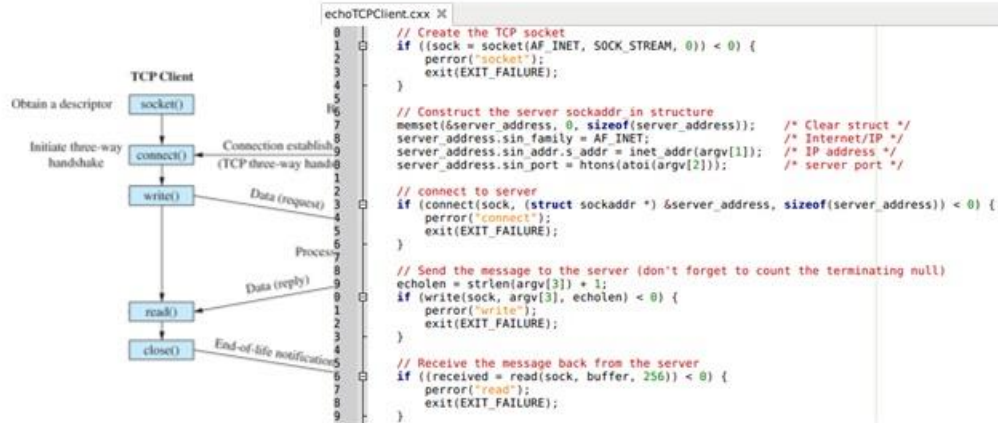 echoTCPClient.cxx
TCP Client
Obtain a descriptor
socket()
Initiate three-way
handshake
connect()
Connection establish
(TCP three-way hands
write()
Data (request)
Process
Data (reply)
read()
close()
End-of-life notification
0 // Create the TCP socket
1 if ((sock = socket(AF_INET, SOCK_STREAM, 0)) < 0) {
2 perror("socket");
3 exit(EXIT_FAILURE);
4 }
5
6 // Construct the server sockaddr_in structure
7 memset(&server_address, 0, sizeof(server_address)); /* Clear struct */
8 server_address.sin_family = AF_INET; /* Internet/IP */
9 server_address.sin_addr.s_addr = inet_addr(argv[1]); /* IP address */
0 server_address.sin_port = htons(atoi(argv[2])); /* server port */
1
2 // connect to server
3 if (connect(sock, (struct sockaddr *) &server_address, sizeof(server_address)) < 0) {
4 perror("connect");
5 exit(EXIT_FAILURE);
6 }
7
8 // Send the message to the server (don't forget to count the terminating null)
9 echolen = strlen(argv[3]) + 1;
0 if (write(sock, argv[3], echolen) < 0) {
1 perror("write");
2 exit(EXIT_FAILURE);
3 }
4
5 // Receive the message back from the server
6 if ((received = read(sock, buffer, 256)) < 0) {
7 perror("read");
8 exit(EXIT_FAILURE);
9 }